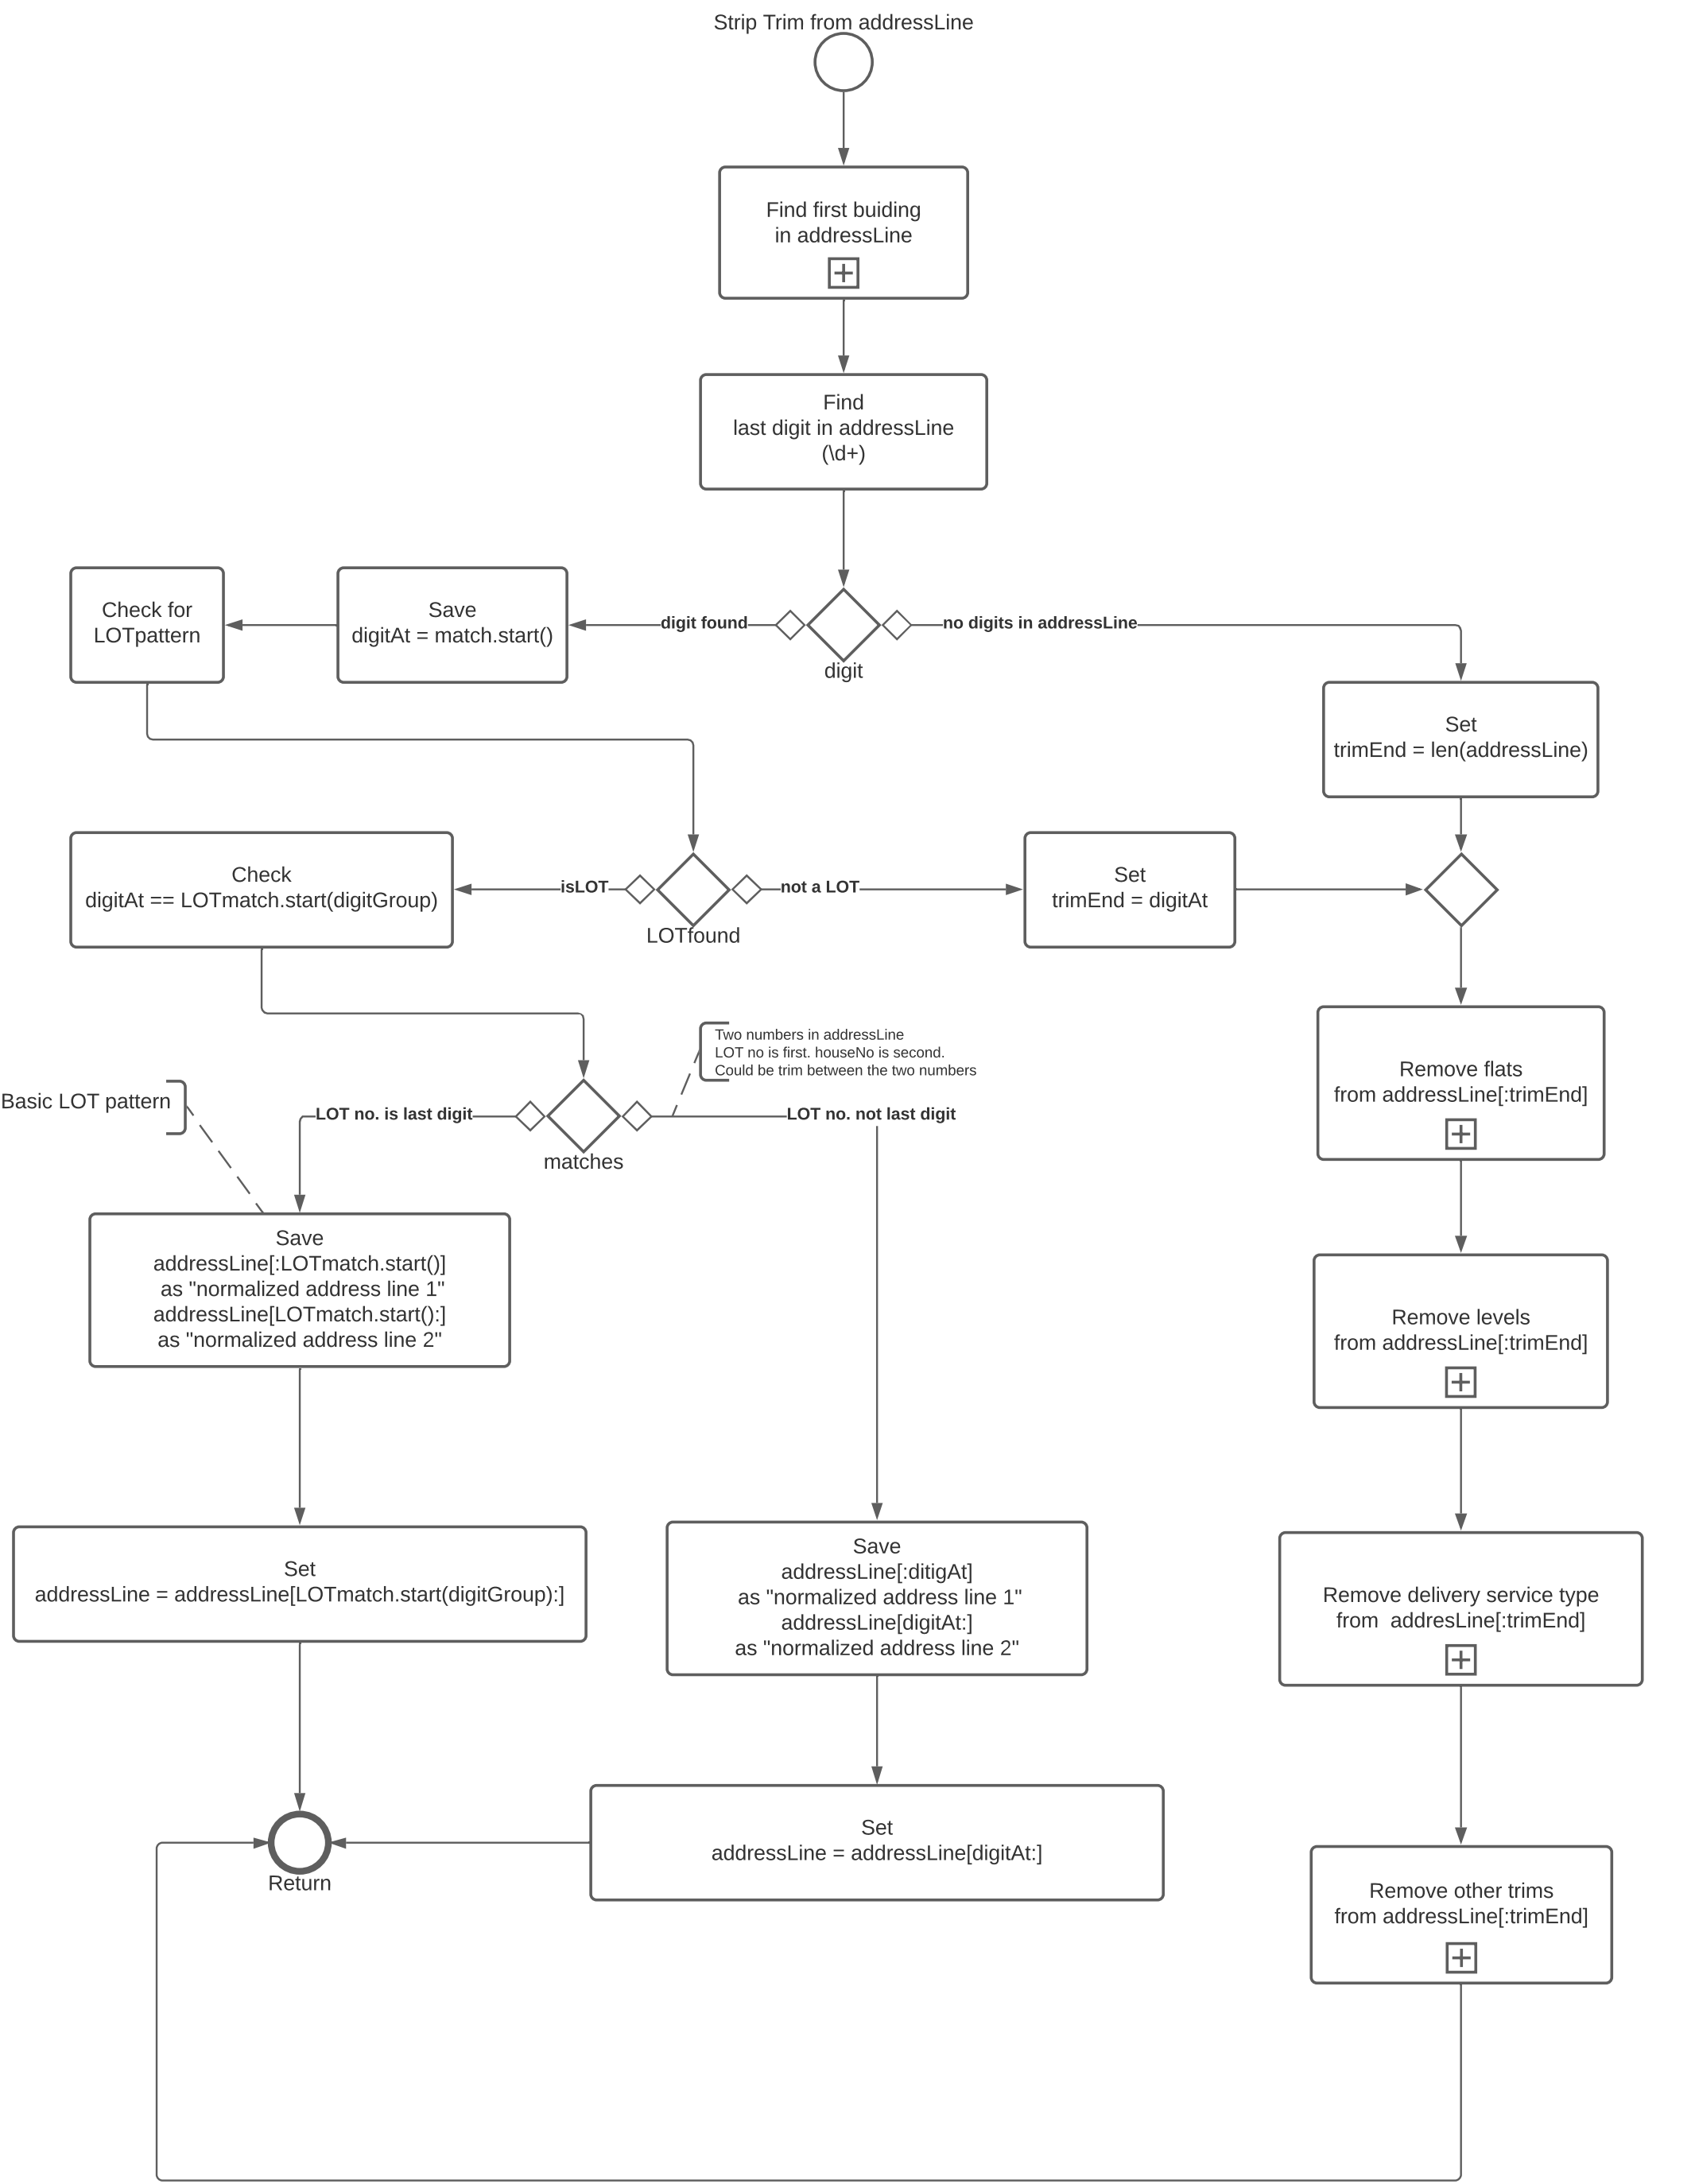 Strip Trim from addressLine
Find first buiding
in addressLine
Find
last digit in addressLine
(\d+)
Check for
LOTpattern
Save
digitAt = match.start()
digit found
no digits in addressLine
digit
Set
trimEnd = len(addressLine)
Check
digitAt == LOTmatch.start(digitGroup)
isLOT
not a LOT
LOTfound
Set
trimEnd = digitAt
Two numbers in addressLine
LOT no is first. houseNo is second.
Could be trim between the two numbers
Remove flats
from addressLine[:trimEnd]
Basic LOT pattern
LOT no. is last digit
LOT no. not last digit
matches
Save
addressLine[:LOTmatch.start()]
as "normalized address line 1"
addressLine[LOTmatch.start():]
as "normalized address line 2"
Remove levels
from addressLine[:trimEnd]
Set
addressLine = addressLine[LOTmatch.start(digitGroup):]
Save
addressLine[:ditigAt]
as "normalized address line 1"
addressLine[digitAt:]
as "normalized address line 2"
Remove delivery service type
from  addresLine[:trimEnd]
Return
Set
addressLine = addressLine[digitAt:]
Remove other trims
from addressLine[:trimEnd]